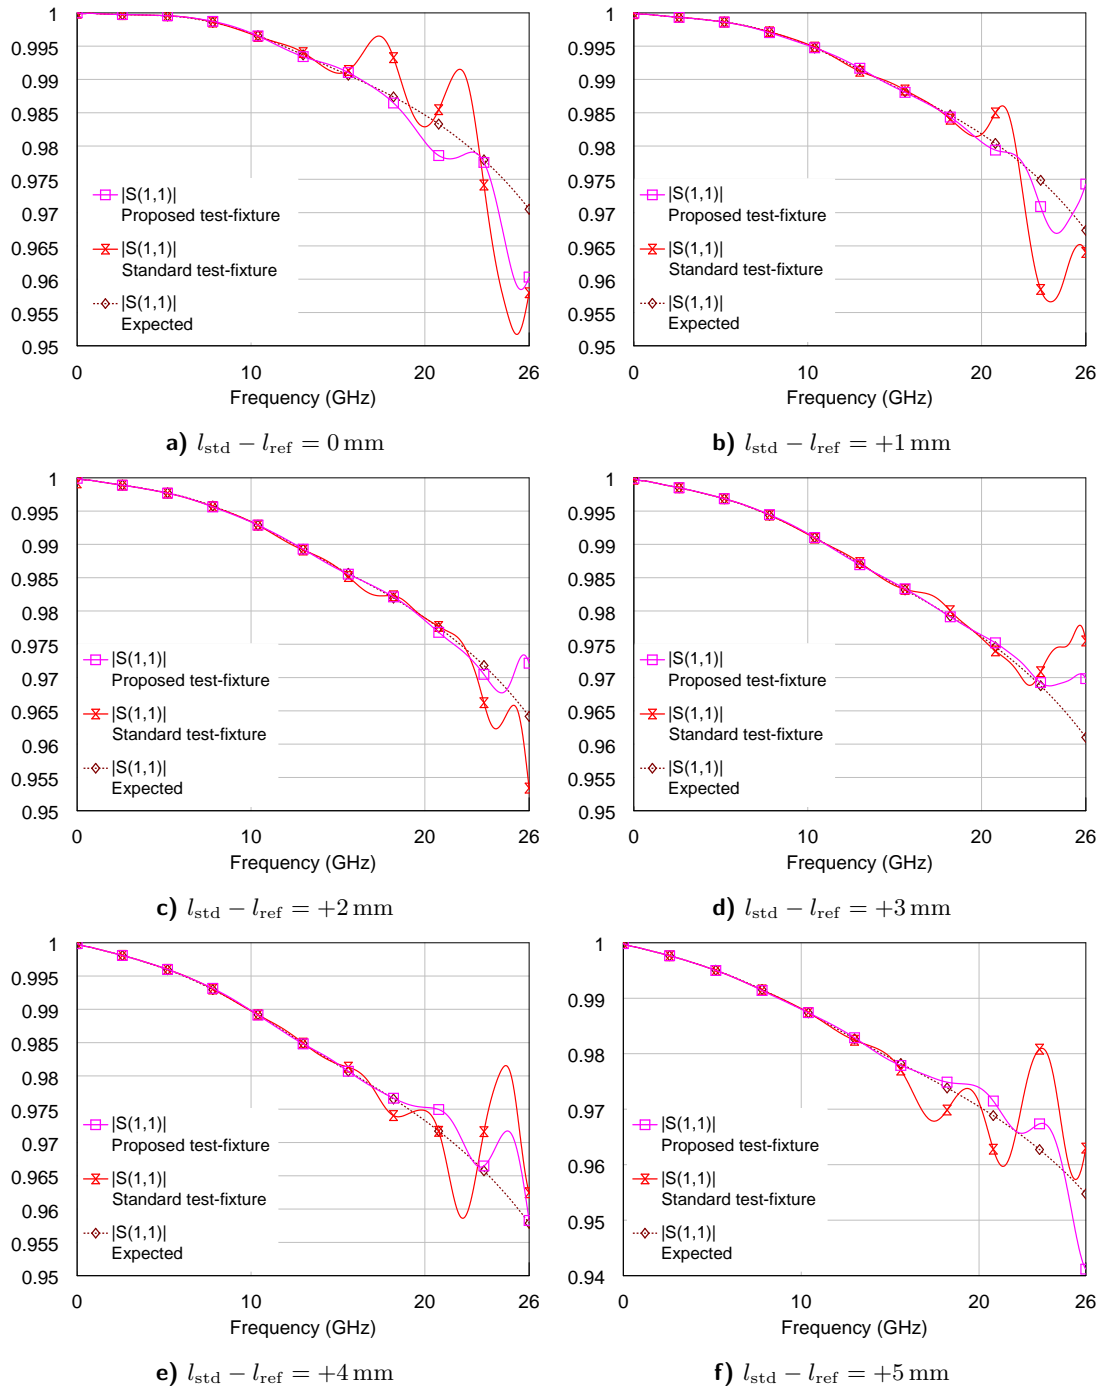 1
0.995
0.99
0.985
0.98
0.975
0.97
0.965
0.96
0.955
0.95
|S(1,1)|
Proposed test-fixture
|S(1,1)|
Standard test-fixture
|S(1,1)|
Expected
0 10 20 26
Frequency (GHz)
a) l_std − l_ref = 0 mm
1
0.995
0.99
0.985
0.98
0.975
0.97
0.965
0.96
0.955
0.95
|S(1,1)|
Proposed test-fixture
|S(1,1)|
Standard test-fixture
|S(1,1)|
Expected
0 10 20 26
Frequency (GHz)
b) l_std − l_ref = +1 mm
1
0.995
0.99
0.985
0.98
0.975
0.97
0.965
0.96
0.955
0.95
|S(1,1)|
Proposed test-fixture
|S(1,1)|
Standard test-fixture
|S(1,1)|
Expected
0 10 20 26
Frequency (GHz)
c) l_std − l_ref = +2 mm
1
0.995
0.99
0.985
0.98
0.975
0.97
0.965
0.96
0.955
0.95
|S(1,1)|
Proposed test-fixture
|S(1,1)|
Standard test-fixture
|S(1,1)|
Expected
0 10 20 26
Frequency (GHz)
d) l_std − l_ref = +3 mm
1
0.995
0.99
0.985
0.98
0.975
0.97
0.965
0.96
0.955
0.95
|S(1,1)|
Proposed test-fixture
|S(1,1)|
Standard test-fixture
|S(1,1)|
Expected
0 10 20 26
Frequency (GHz)
e) l_std − l_ref = +4 mm
1
0.99
0.98
0.97
0.96
0.95
0.94
|S(1,1)|
Proposed test-fixture
|S(1,1)|
Standard test-fixture
|S(1,1)|
Expected
0 10 20 26
Frequency (GHz)
f) l_std − l_ref = +5 mm